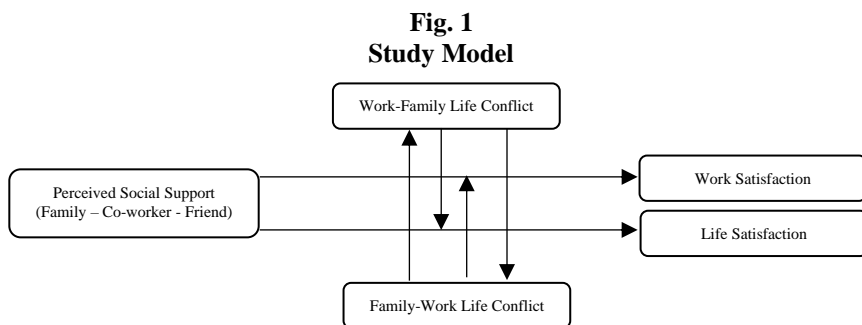 Fig. 1
Study Model
Work-Family Life Conflict
Perceived Social Support
(Family – Co-worker - Friend)
Work Satisfaction
Life Satisfaction
Family-Work Life Conflict